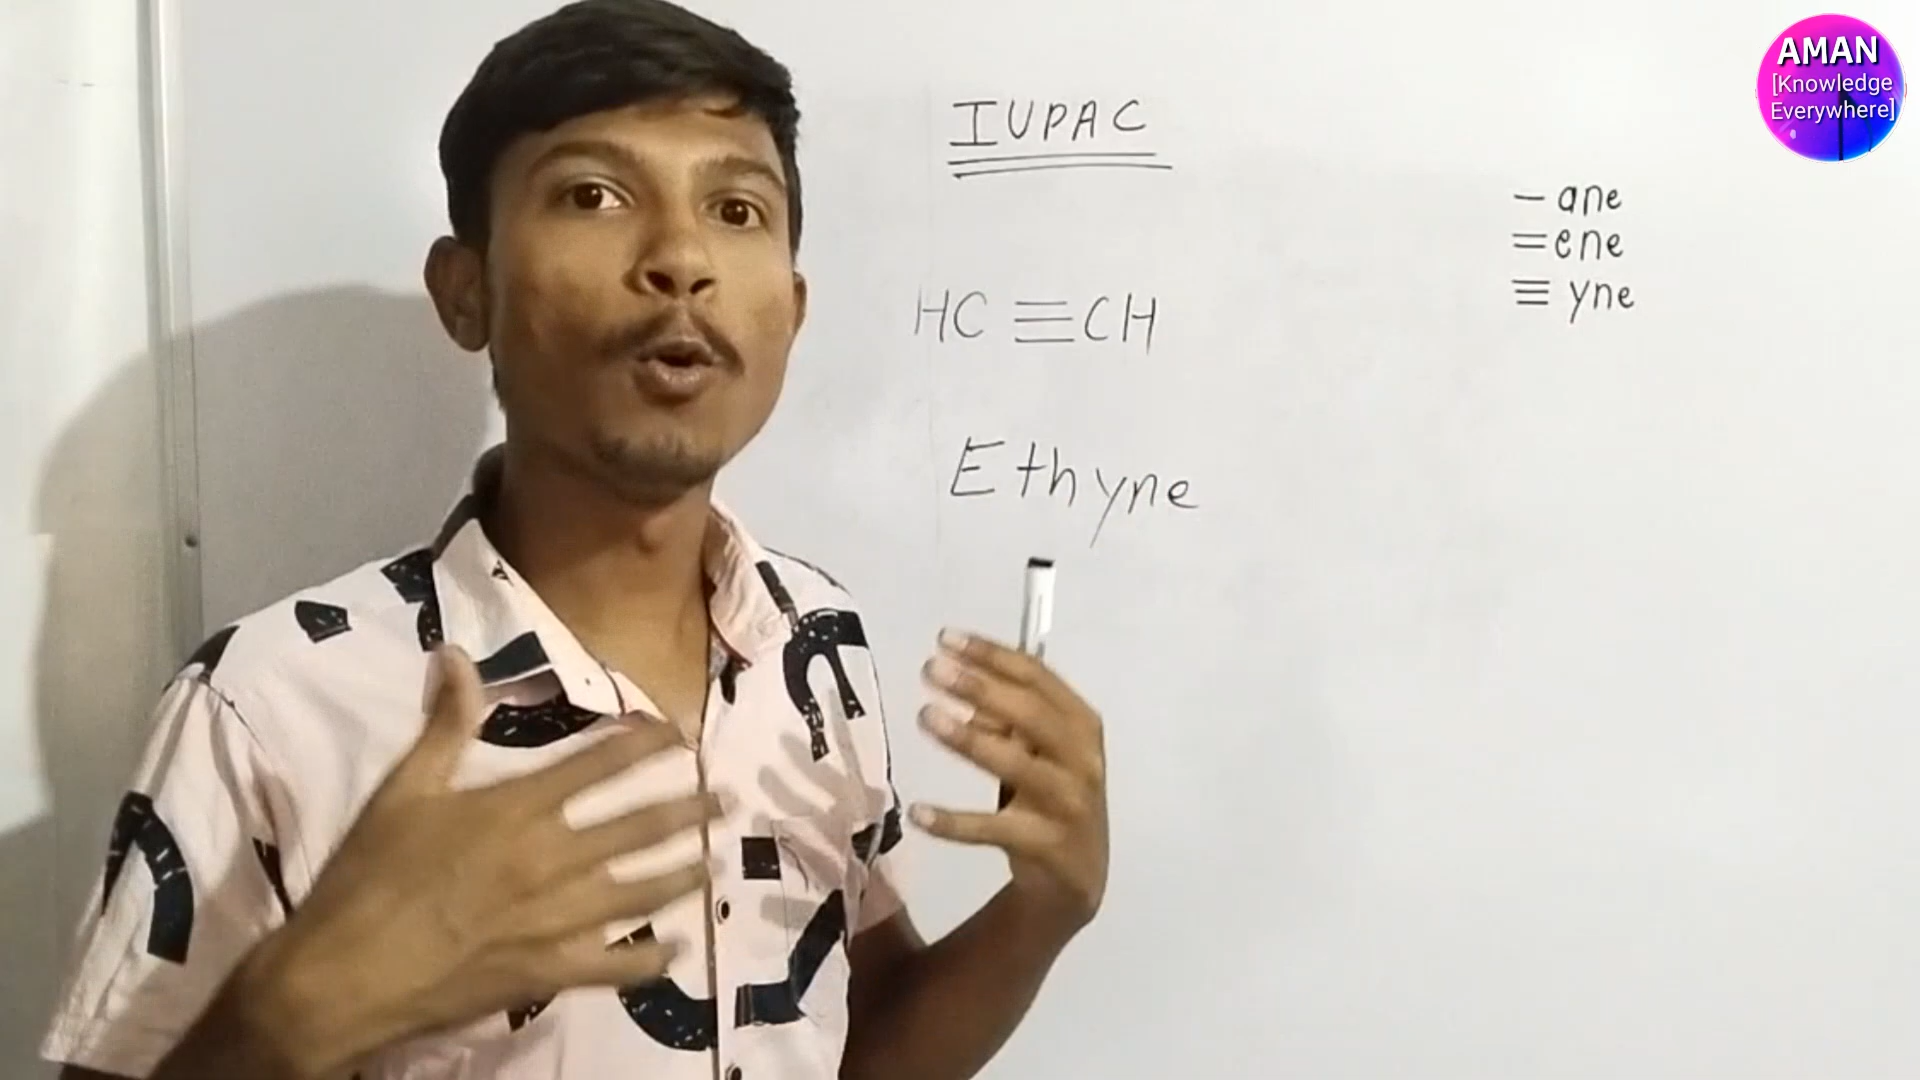 IUPAC
HC≡CH
Ethyne
— ane
= ene
≡ yne
AMAN
[Knowledge
Everywhere]